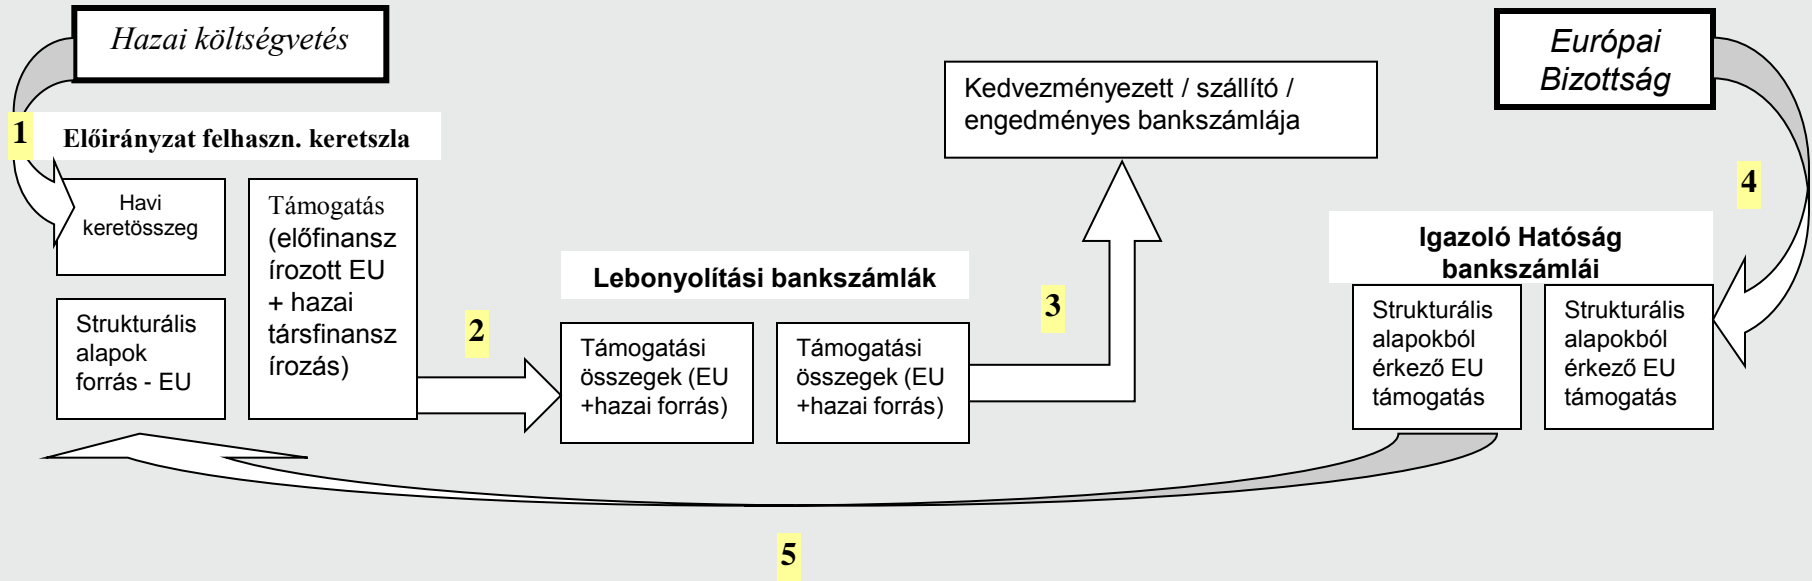 Hazai költségvetés
1
Előirányzat felhaszn. keretszla
Havi
keretösszeg
Strukturális
alapok
forrás - EU
Támogatás
(előfinansz
írozott EU
+ hazai
társfinansz
írozás)
2
Lebonyolítási bankszámlák
Támogatási
összegek (EU
+hazai forrás)
Támogatási
összegek (EU
+hazai forrás)
3
Kedvezményezett / szállító /
engedményes bankszámlája
Európai
Bizottság
4
Igazoló Hatóság
bankszámlái
Strukturális
alapokból
érkező EU
támogatás
Strukturális
alapokból
érkező EU
támogatás
5